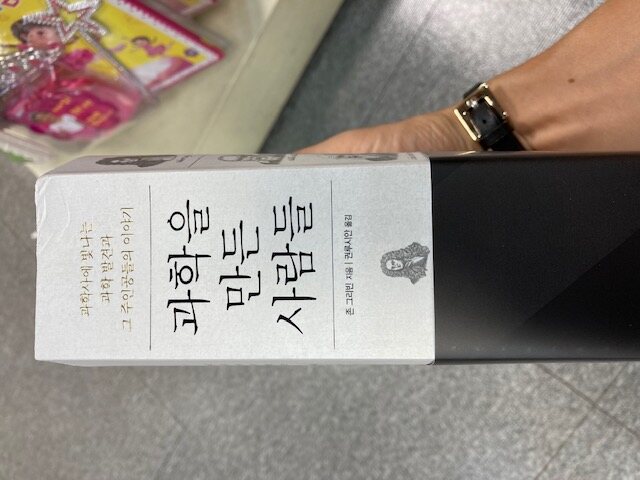 과학사에 빛나는
과학 발견과
그 주인공들의 이야기
과학을
만든
사람들
존 그리빈 지음 | 권루시안 옮김